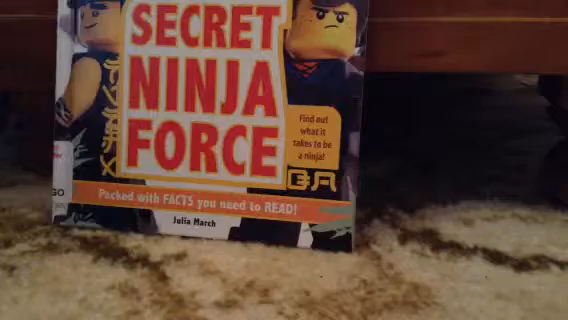 SECRET
NINJA
FORCE
Find out
what it
takes to be
a ninja!
GO
Packed with FACTS you need to READ!
Julia March